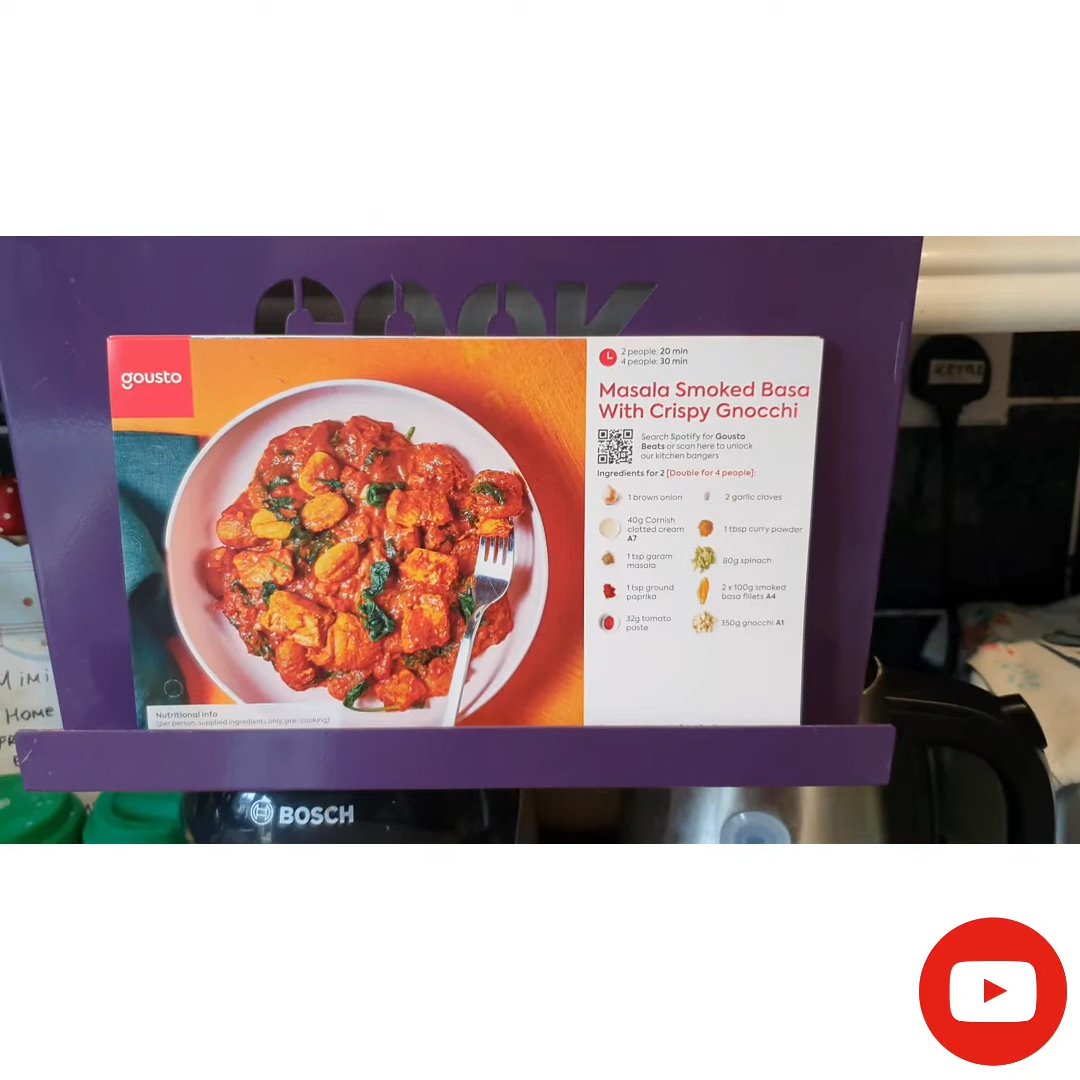 COOK
gousto
2 people: 20 min
4 people: 30 min
Masala Smoked Basa
With Crispy Gnocchi
Search Spotify for Gousto
Beats or scan here to unlock
our kitchen bangers
Ingredients for 2 [Double for 4 people]:
1 brown onion
2 garlic cloves
40g Cornish
clotted cream
A7
1 tbsp curry powder
1 tsp garam
masala
80g spinach
1 tsp ground
paprika
2 x 100g smoked
basa fillets A4
32g tomato
paste
350g gnocchi A1
Nutritional info
(per person, supplied ingredients only, pre-cooking)
KETTLE
MiMi
HOME
BOSCH